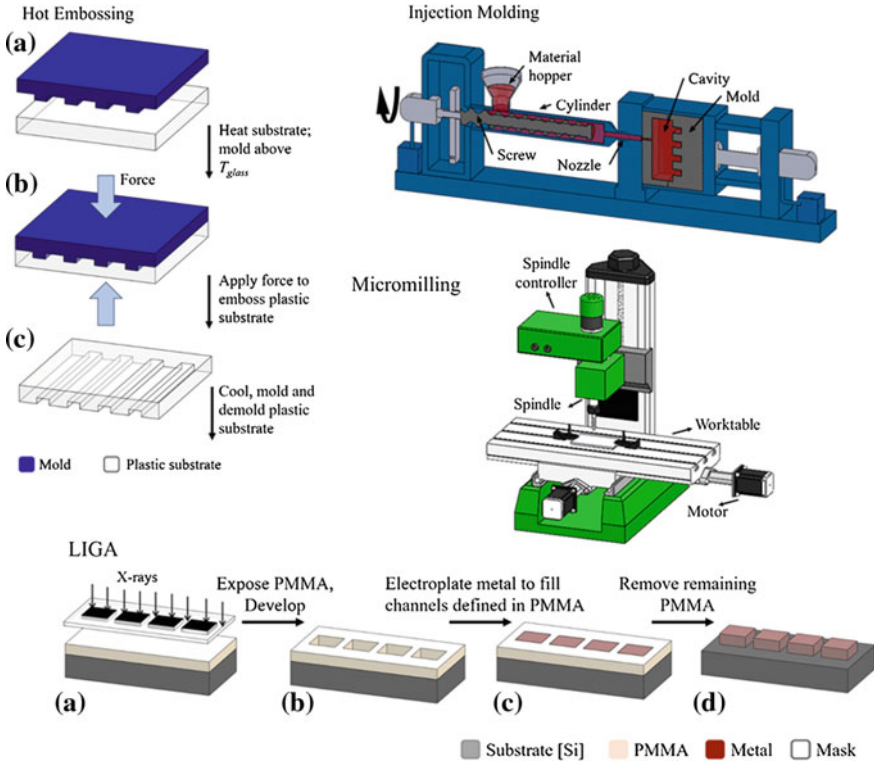 Hot Embossing
(a)
Heat substrate;
mold above
T_glass
(b)
Force
Apply force to
emboss plastic
substrate
(c)
Cool, mold and
demold plastic
substrate
Mold
Plastic substrate
Injection Molding
Material
hopper
Cylinder
Cavity
Mold
Screw
Nozzle
Micromilling
Spindle
controller
Spindle
Worktable
Motor
LIGA
X-rays
Expose PMMA,
Develop
Electroplate metal to fill
channels defined in PMMA
Remove remaining
PMMA
(a)
(b)
(c)
(d)
Substrate [Si]
PMMA
Metal
Mask